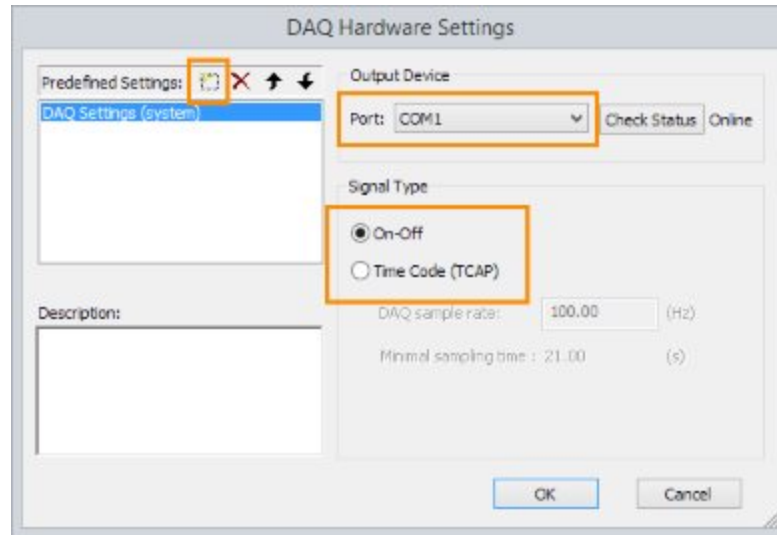 DAQ Hardware Settings
Predefined Settings:
DAQ Settings (system)
Description:
Output Device
Port: COM1 Check Status Online
Signal Type
On-Off
Time Code (TCAP)
DAQ sample rate: 100.00 (Hz)
Minimal sampling time : 21.00 (s)
OK Cancel